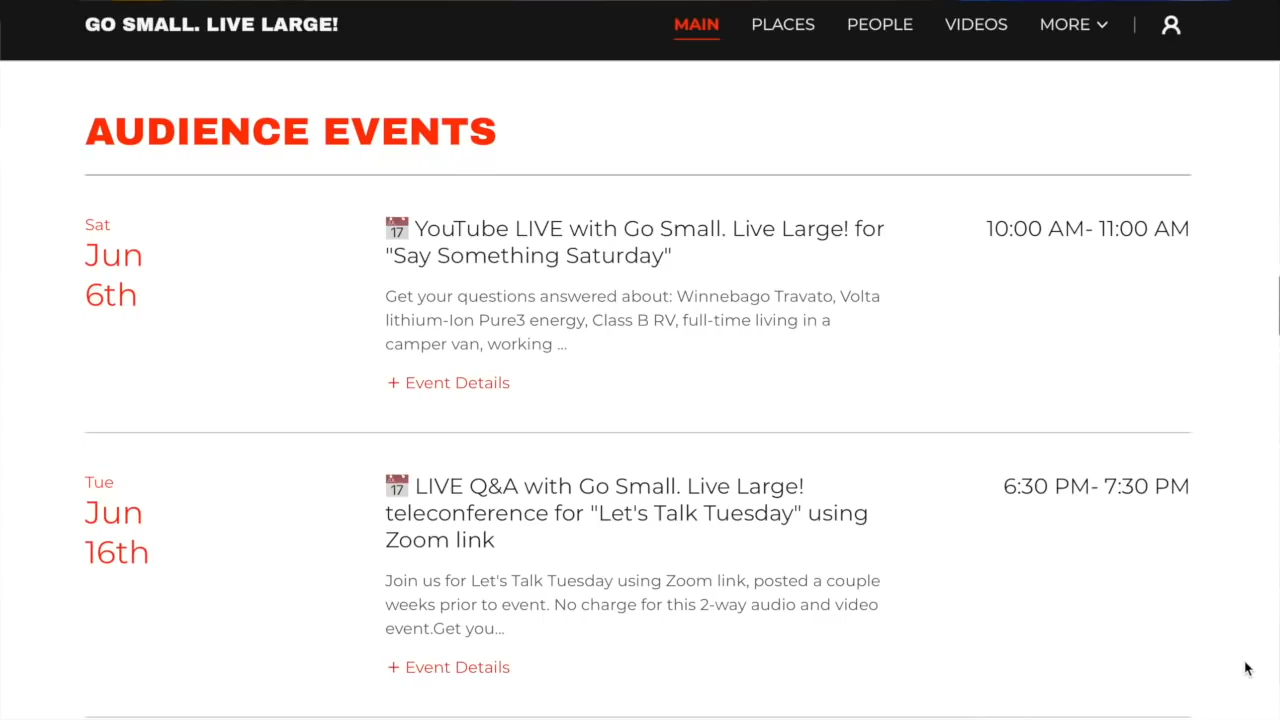 GO SMALL. LIVE LARGE!
MAIN
PLACES
PEOPLE
VIDEOS
MORE
AUDIENCE EVENTS
Sat
Jun
6th
17 YouTube LIVE with Go Small. Live Large! for
"Say Something Saturday"
Get your questions answered about: Winnebago Travato, Volta
lithium-Ion Pure3 energy, Class B RV, full-time living in a
camper van, working ...
+ Event Details
10:00 AM- 11:00 AM
Tue
Jun
16th
17 LIVE Q&A with Go Small. Live Large!
teleconference for "Let's Talk Tuesday" using
Zoom link
Join us for Let's Talk Tuesday using Zoom link, posted a couple
weeks prior to event. No charge for this 2-way audio and video
event.Get you...
+ Event Details
6:30 PM- 7:30 PM